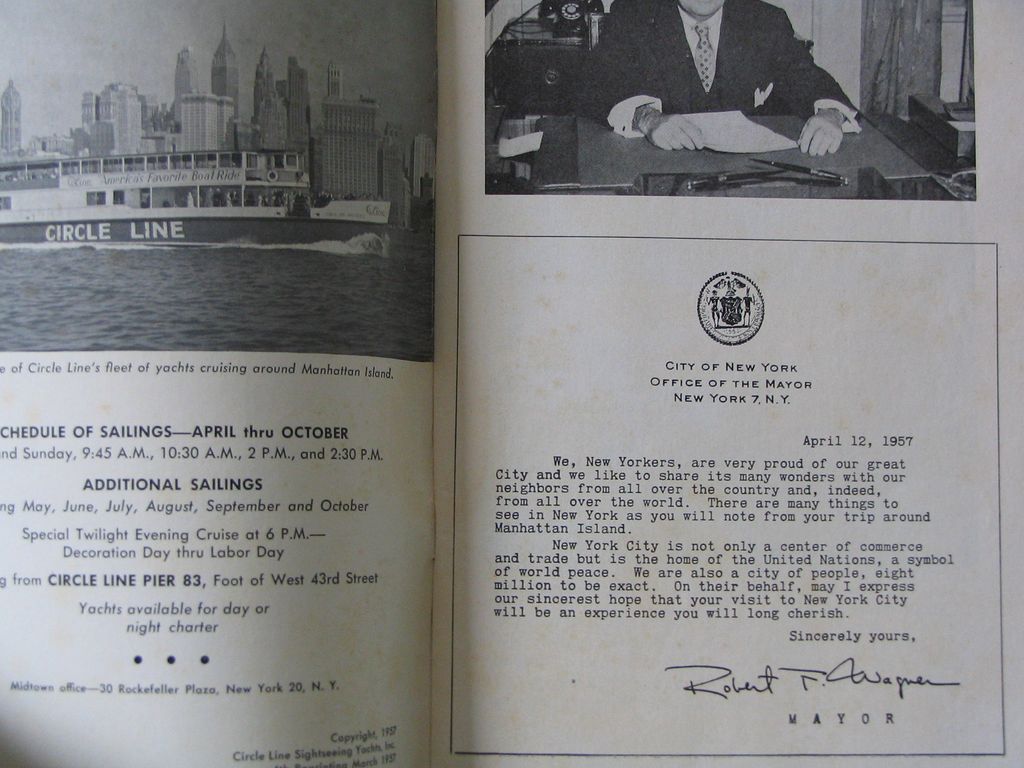 Circle Line America's Favorite Boat Ride
CIRCLE LINE
of Circle Line's fleet of yachts cruising around Manhattan Island.
CHEDULE OF SAILINGS—APRIL thru OCTOBER
nd Sunday, 9:45 A.M., 10:30 A.M., 2 P.M., and 2:30 P.M.
ADDITIONAL SAILINGS
ng May, June, July, August, September and October
Special Twilight Evening Cruise at 6 P.M.—
Decoration Day thru Labor Day
g from CIRCLE LINE PIER 83, Foot of West 43rd Street
Yachts available for day or
night charter
• • •
Midtown office—30 Rockefeller Plaza, New York 20, N. Y.
Copyright, 1957
Circle Line Sightseeing Yachts, Inc.
4th Reprinting March 1957
CITY OF NEW YORK
OFFICE OF THE MAYOR
NEW YORK 7, N.Y.
April 12, 1957
We, New Yorkers, are very proud of our great
City and we like to share its many wonders with our
neighbors from all over the country and, indeed,
from all over the world. There are many things to
see in New York as you will note from your trip around
Manhattan Island.
New York City is not only a center of commerce
and trade but is the home of the United Nations, a symbol
of world peace. We are also a city of people, eight
million to be exact. On their behalf, may I express
our sincerest hope that your visit to New York City
will be an experience you will long cherish.
Sincerely yours,
Robert F. Wagner
MAYOR